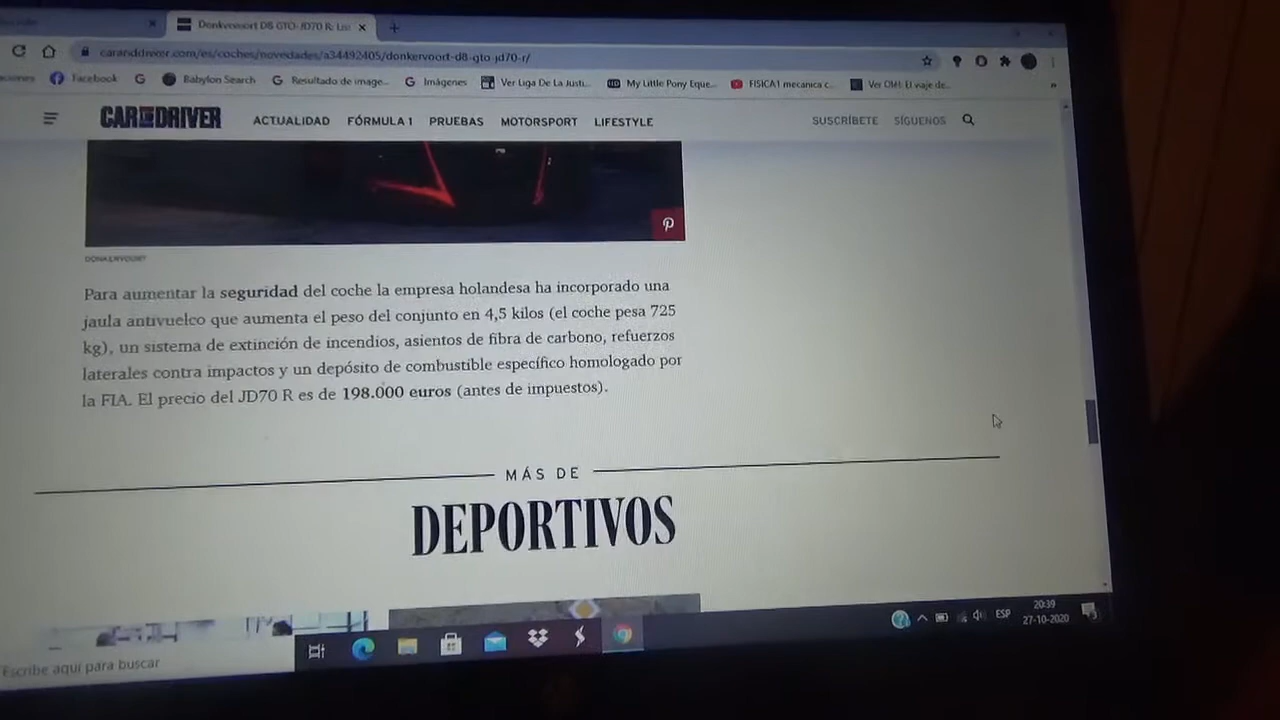 Donkervoort D8 GTO-JD70 R: Las
caranddriver.com/es/coches/novedades/a34492405/donkervoort-d8-gto-jd70-r/
Facebook Babylon Search Resultado de image... Imágenes Ver Liga De La Justi... My Little Pony Eque... FISICA1 mecanica c... Ver OM!: El viaje de...
CAR AND DRIVER ACTUALIDAD FÓRMULA 1 PRUEBAS MOTORSPORT LIFESTYLE SUSCRÍBETE SÍGUENOS
DONKERVOORT
Para aumentar la seguridad del coche la empresa holandesa ha incorporado una
jaula antivuelco que aumenta el peso del conjunto en 4,5 kilos (el coche pesa 725
kg), un sistema de extinción de incendios, asientos de fibra de carbono, refuerzos
laterales contra impactos y un depósito de combustible específico homologado por
la FIA. El precio del JD70 R es de 198.000 euros (antes de impuestos).
MÁS DE
DEPORTIVOS
Escribe aquí para buscar
ESP
20:39
27-10-2020